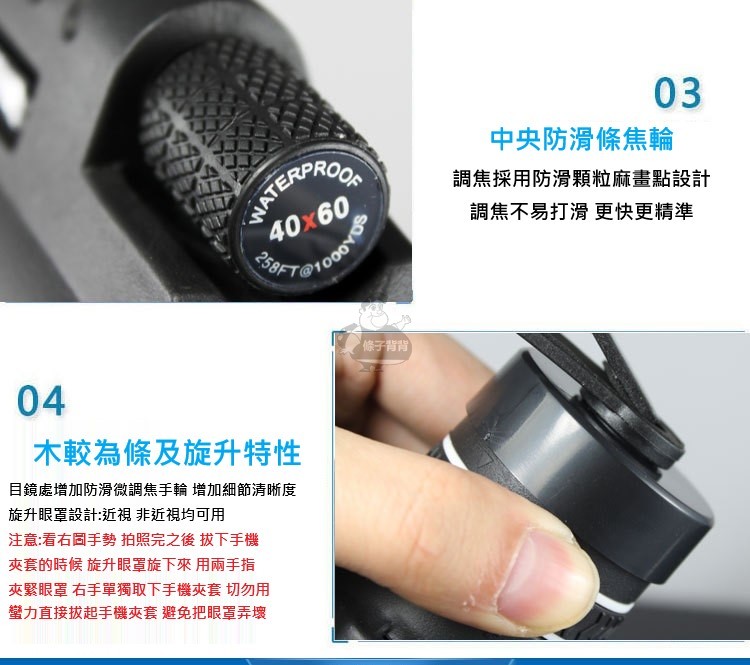 WATERPROOF
40x60
258FT@1000YDS
03
中央防滑條焦輪
調焦採用防滑顆粒麻畫點設計
調焦不易打滑 更快更精準
條子背背
04
木較為條及旋升特性
目鏡處增加防滑微調焦手輪 增加細節清晰度
旋升眼罩設計:近視 非近視均可用
注意:看右圖手勢 拍照完之後 拔下手機
夾套的時候 旋升眼罩旋下來 用兩手指
夾緊眼罩 右手單獨取下手機夾套 切勿用
蠻力直接拔起手機夾套 避免把眼罩弄壞